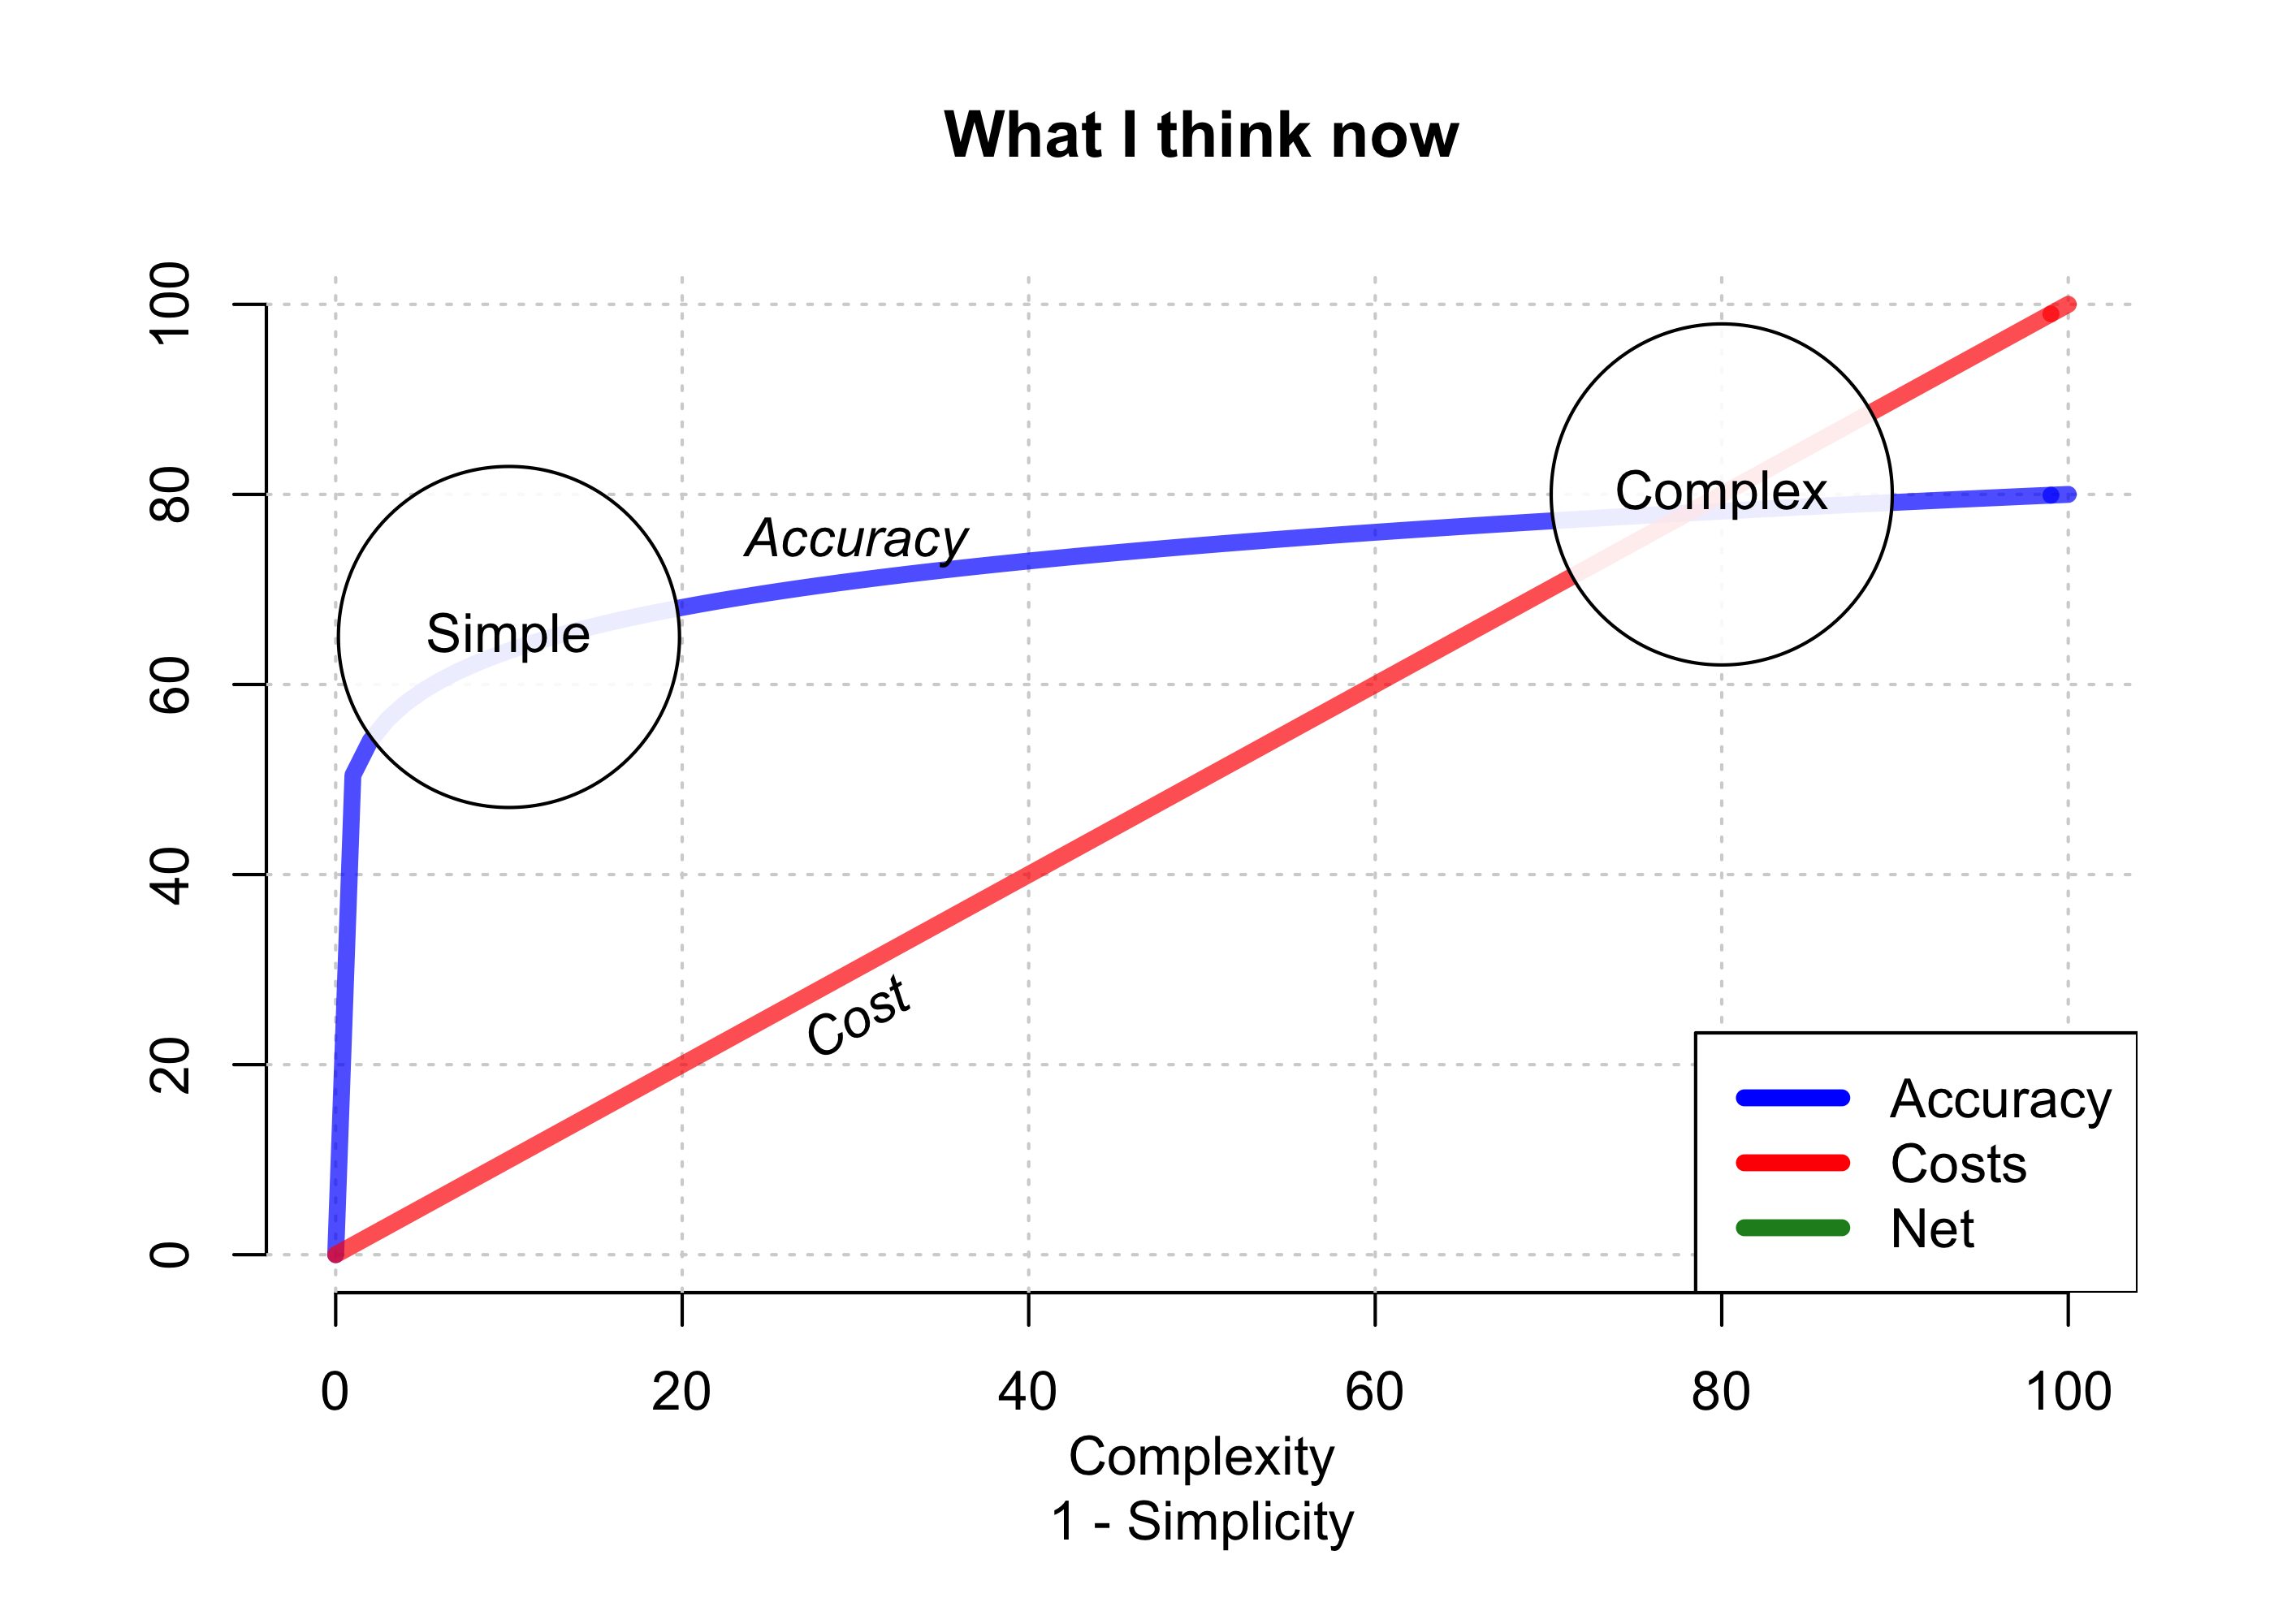 What I think now
100
80
60
40
20
0
Simple
Accuracy
Complex
Cost
Accuracy
Costs
Net
0 20 40 60 80 100
Complexity
1 - Simplicity